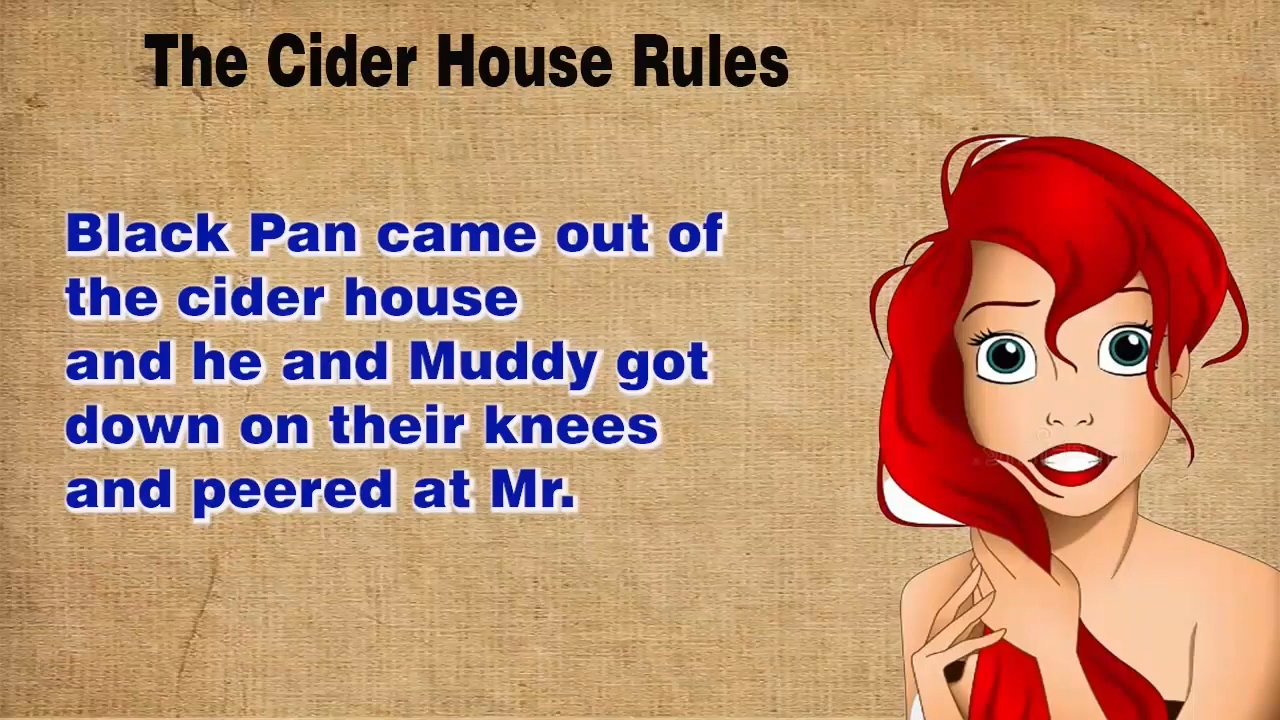 The Cider House Rules
Black Pan came out of
the cider house
and he and Muddy got
down on their knees
and peered at Mr.